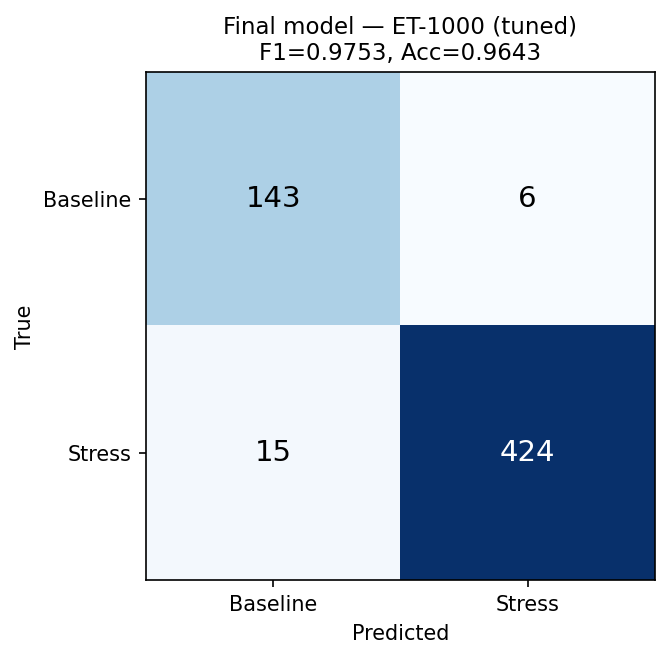 Final model — ET-1000 (tuned)
F1=0.9753, Acc=0.9643
Baseline
143
6
True
Stress
15
424
Baseline
Stress
Predicted